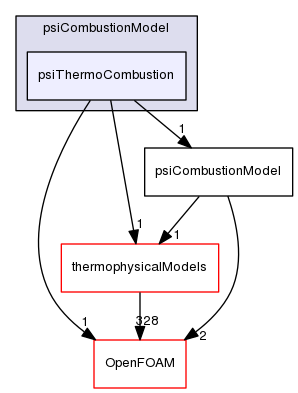 psiCombustionModel
psiThermoCombustion
1
psiCombustionModel
1
1
thermophysicalModels
328
1
2
OpenFOAM